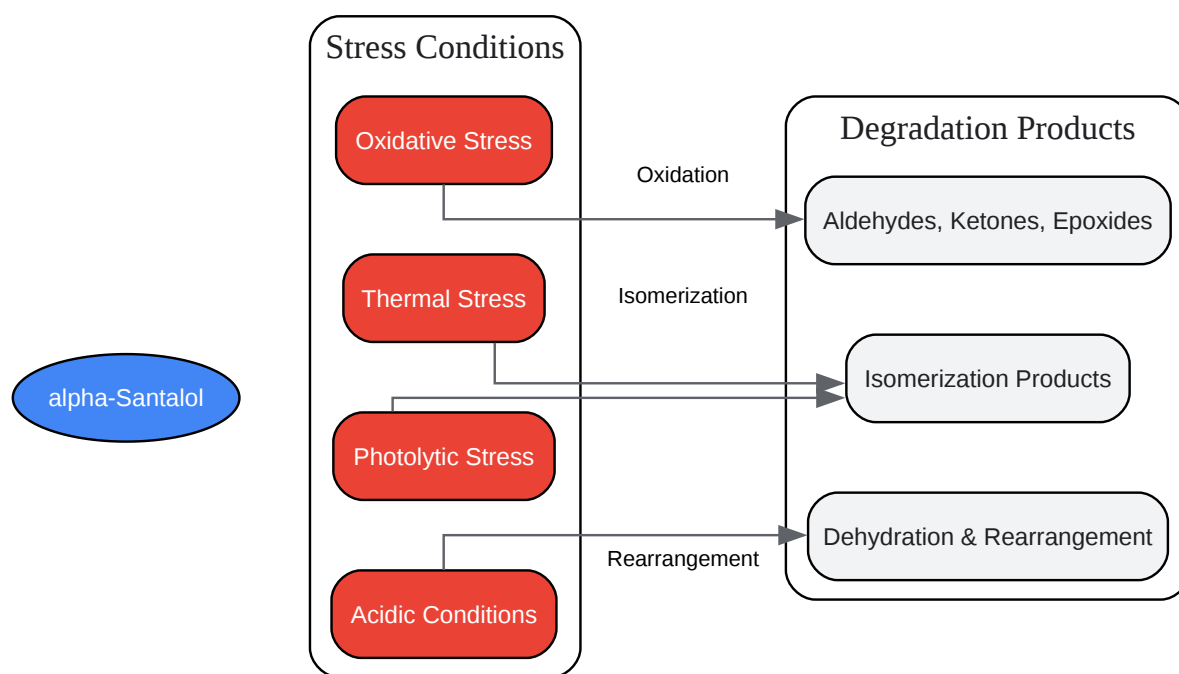 Stress Conditions
Degradation Products
Oxidative Stress
Oxidation
Aldehydes, Ketones, Epoxides
Thermal Stress
Isomerization
alpha-Santalol
Isomerization Products
Photolytic Stress
Rearrangement
Dehydration & Rearrangement
Acidic Conditions